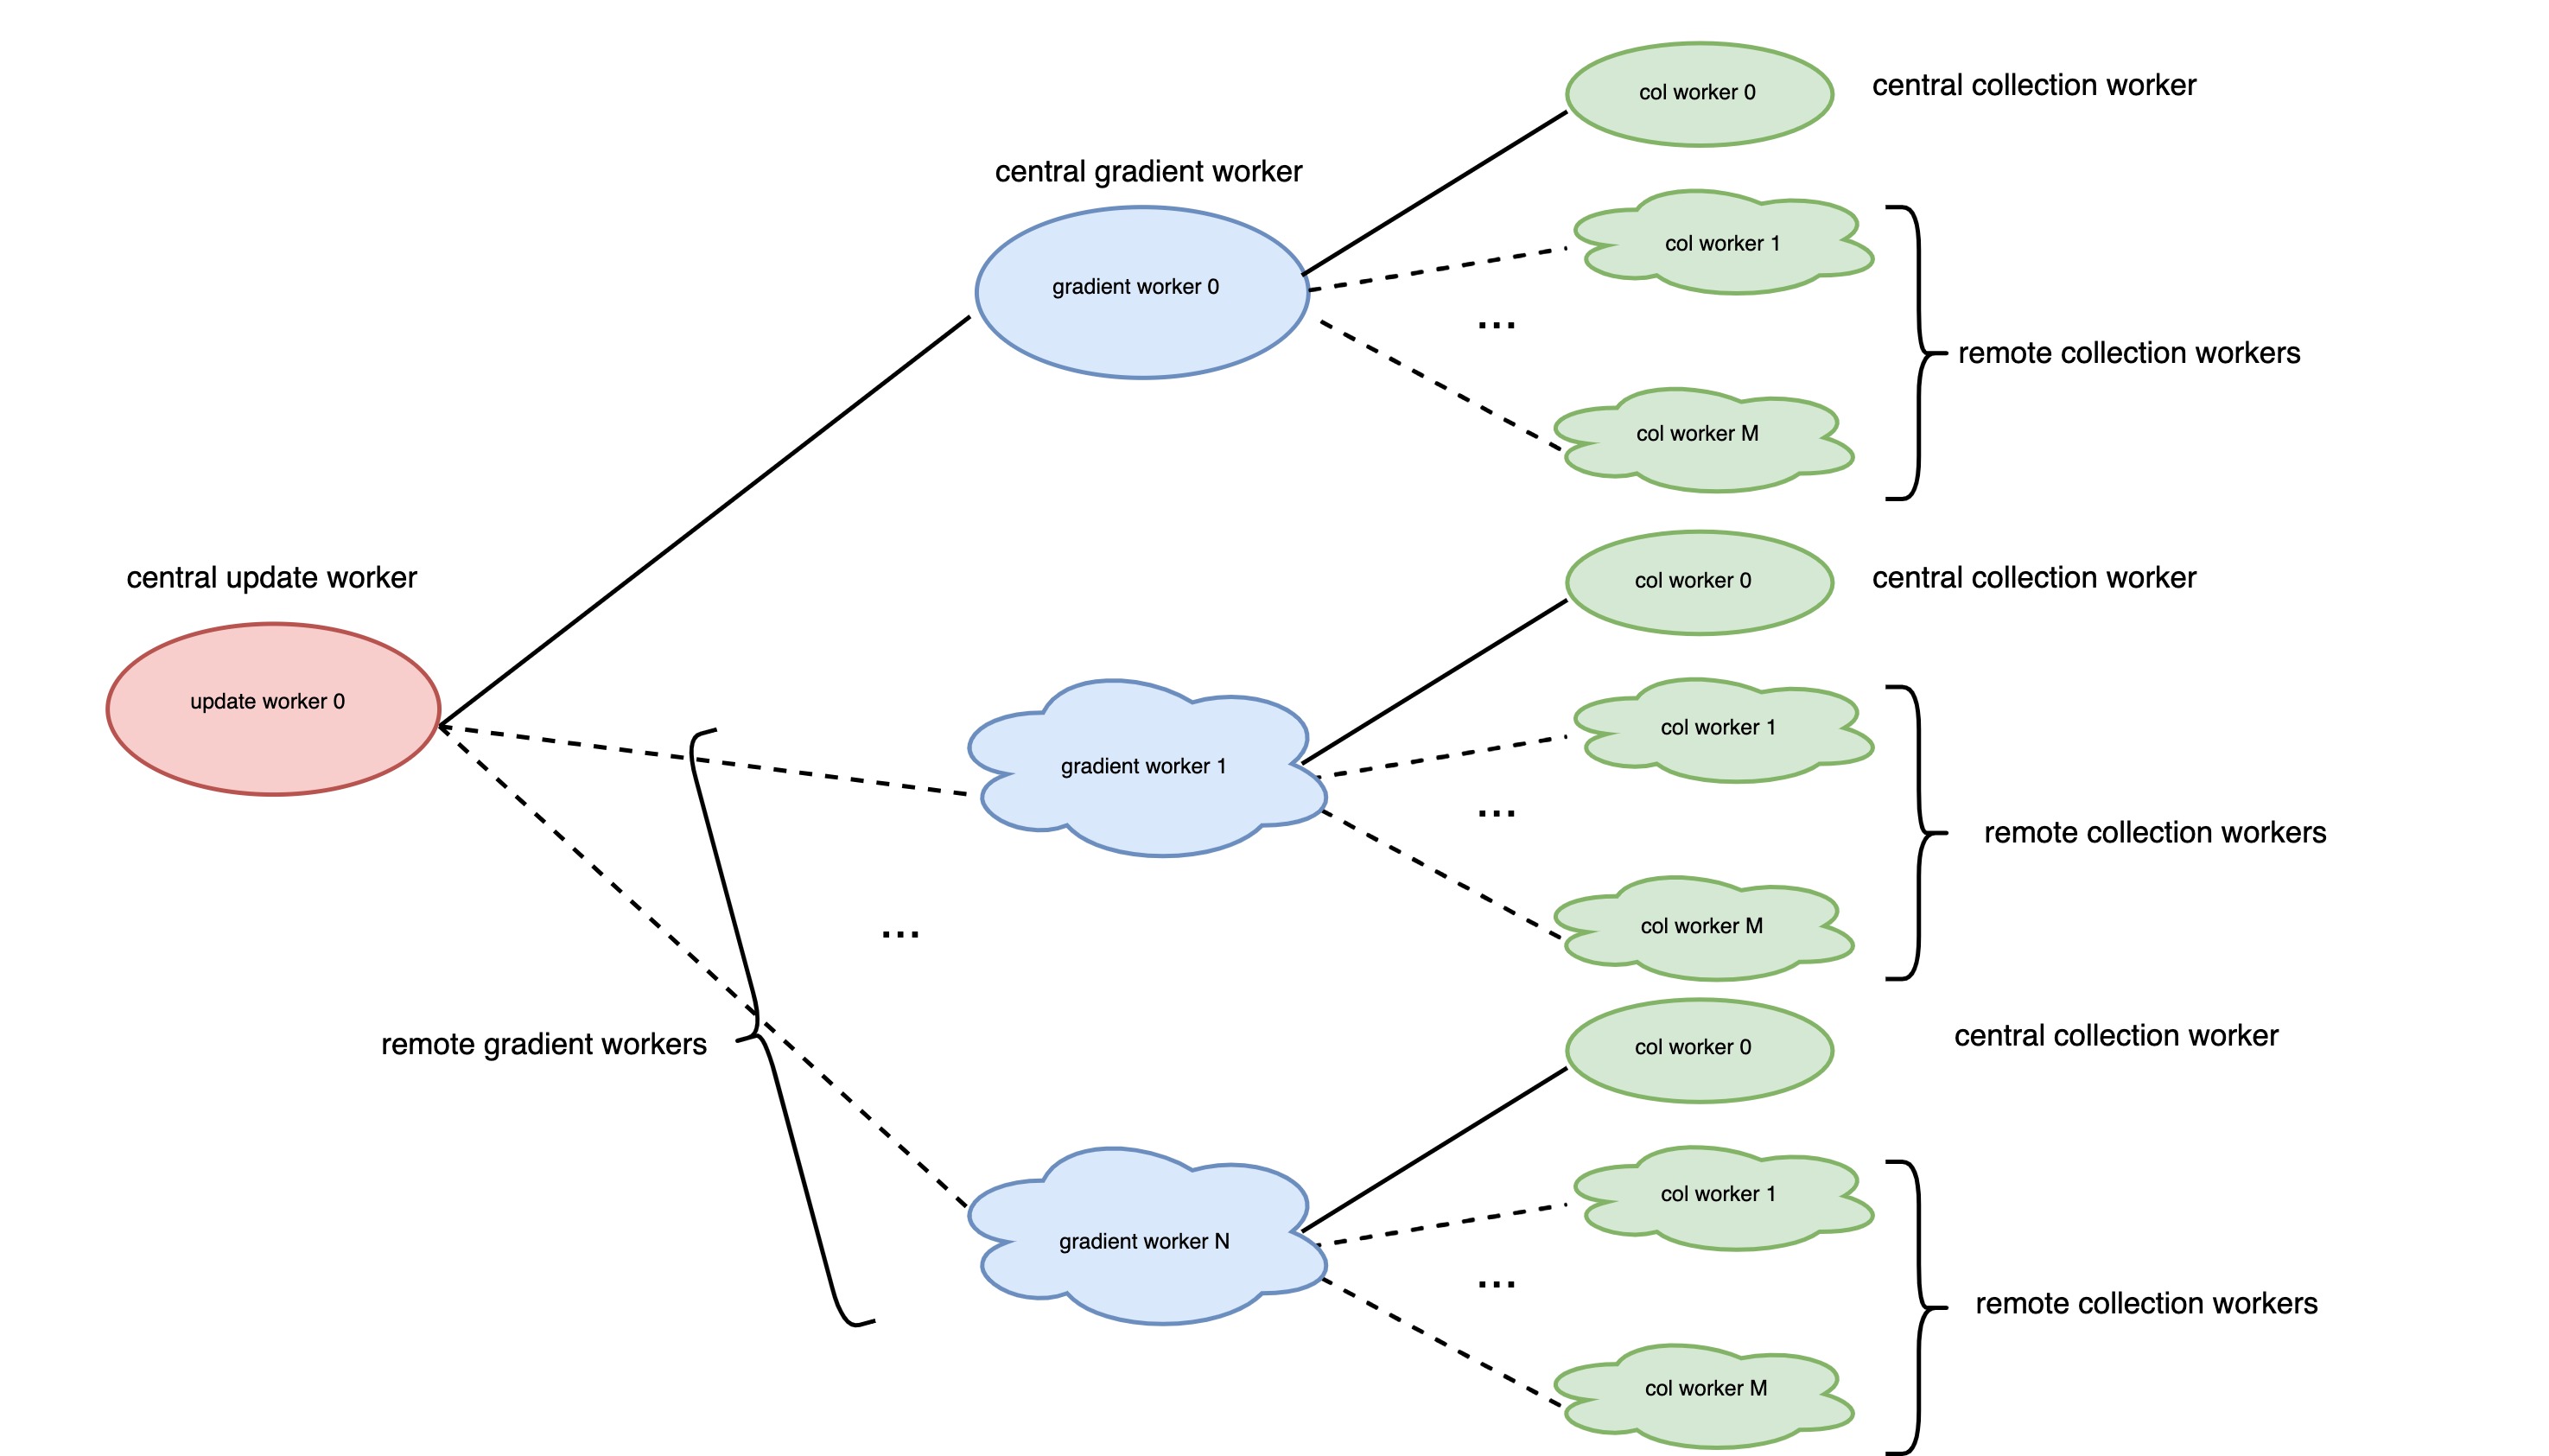 col worker 0
central collection worker
central gradient worker
col worker 1
gradient worker 0
...
remote collection workers
col worker M
central update worker
col worker 0
central collection worker
update worker 0
col worker 1
gradient worker 1
...
remote collection workers
col worker M
...
remote gradient workers
col worker 0
central collection worker
col worker 1
gradient worker N
...
remote collection workers
col worker M